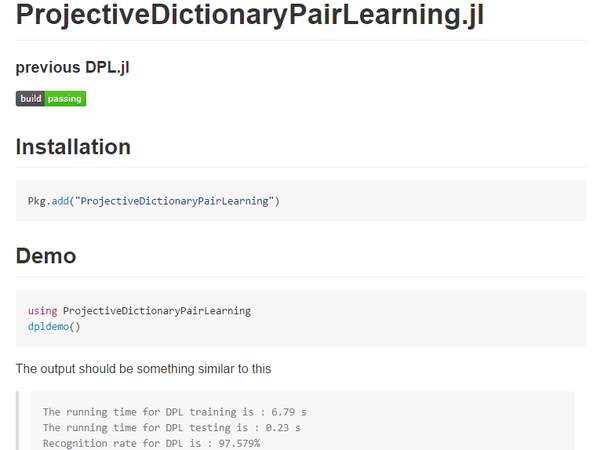 ProjectiveDictionaryPairLearning.jl
previous DPL.jl
build passing
Installation
Pkg.add("ProjectiveDictionaryPairLearning")
Demo
using ProjectiveDictionaryPairLearning
dpldemo()
The output should be something similar to this
The running time for DPL training is : 6.79 s
The running time for DPL testing is : 0.23 s
Recognition rate for DPL is : 97.579%